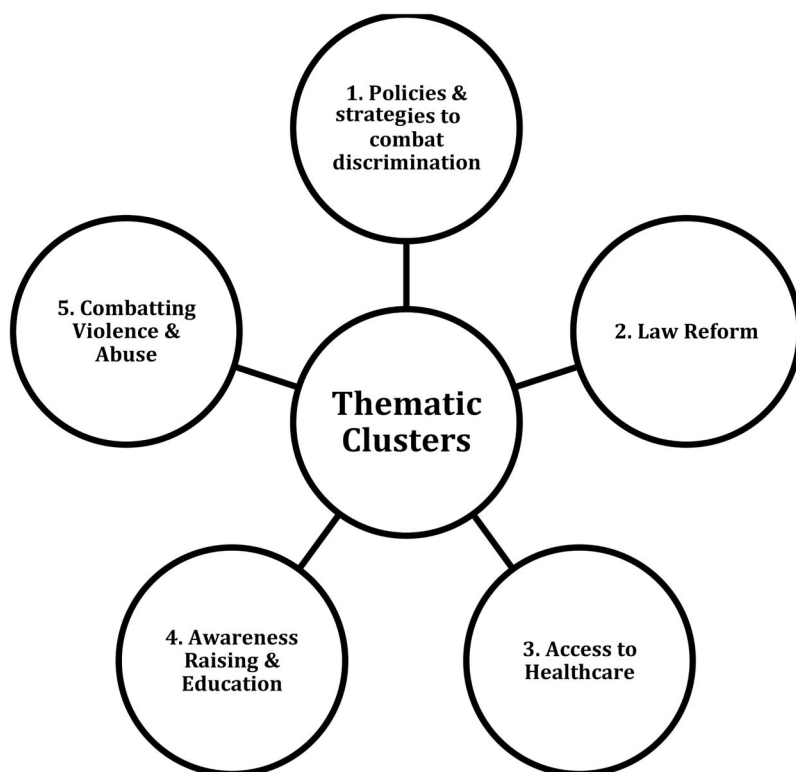 1. Policies &
strategies to
combat
discrimination
5. Combatting
Violence &
Abuse
2. Law Reform
Thematic
Clusters
4. Awareness
Raising &
Education
3. Access to
Healthcare